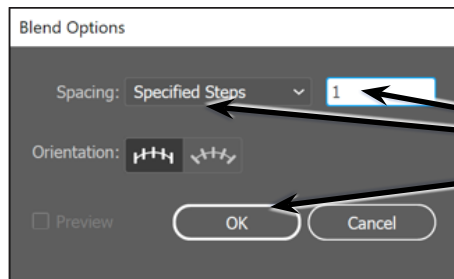 Blend Options
Spacing: Specified Steps 1
Orientation:
Preview OK Cancel